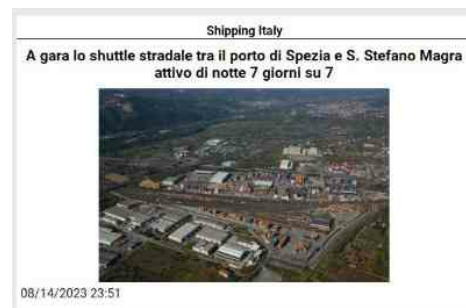 Shipping Italy
A gara lo shuttle stradale tra il porto di Spezia e S. Stefano Magra
attivo di notte 7 giorni su 7
08/14/2023 23:51